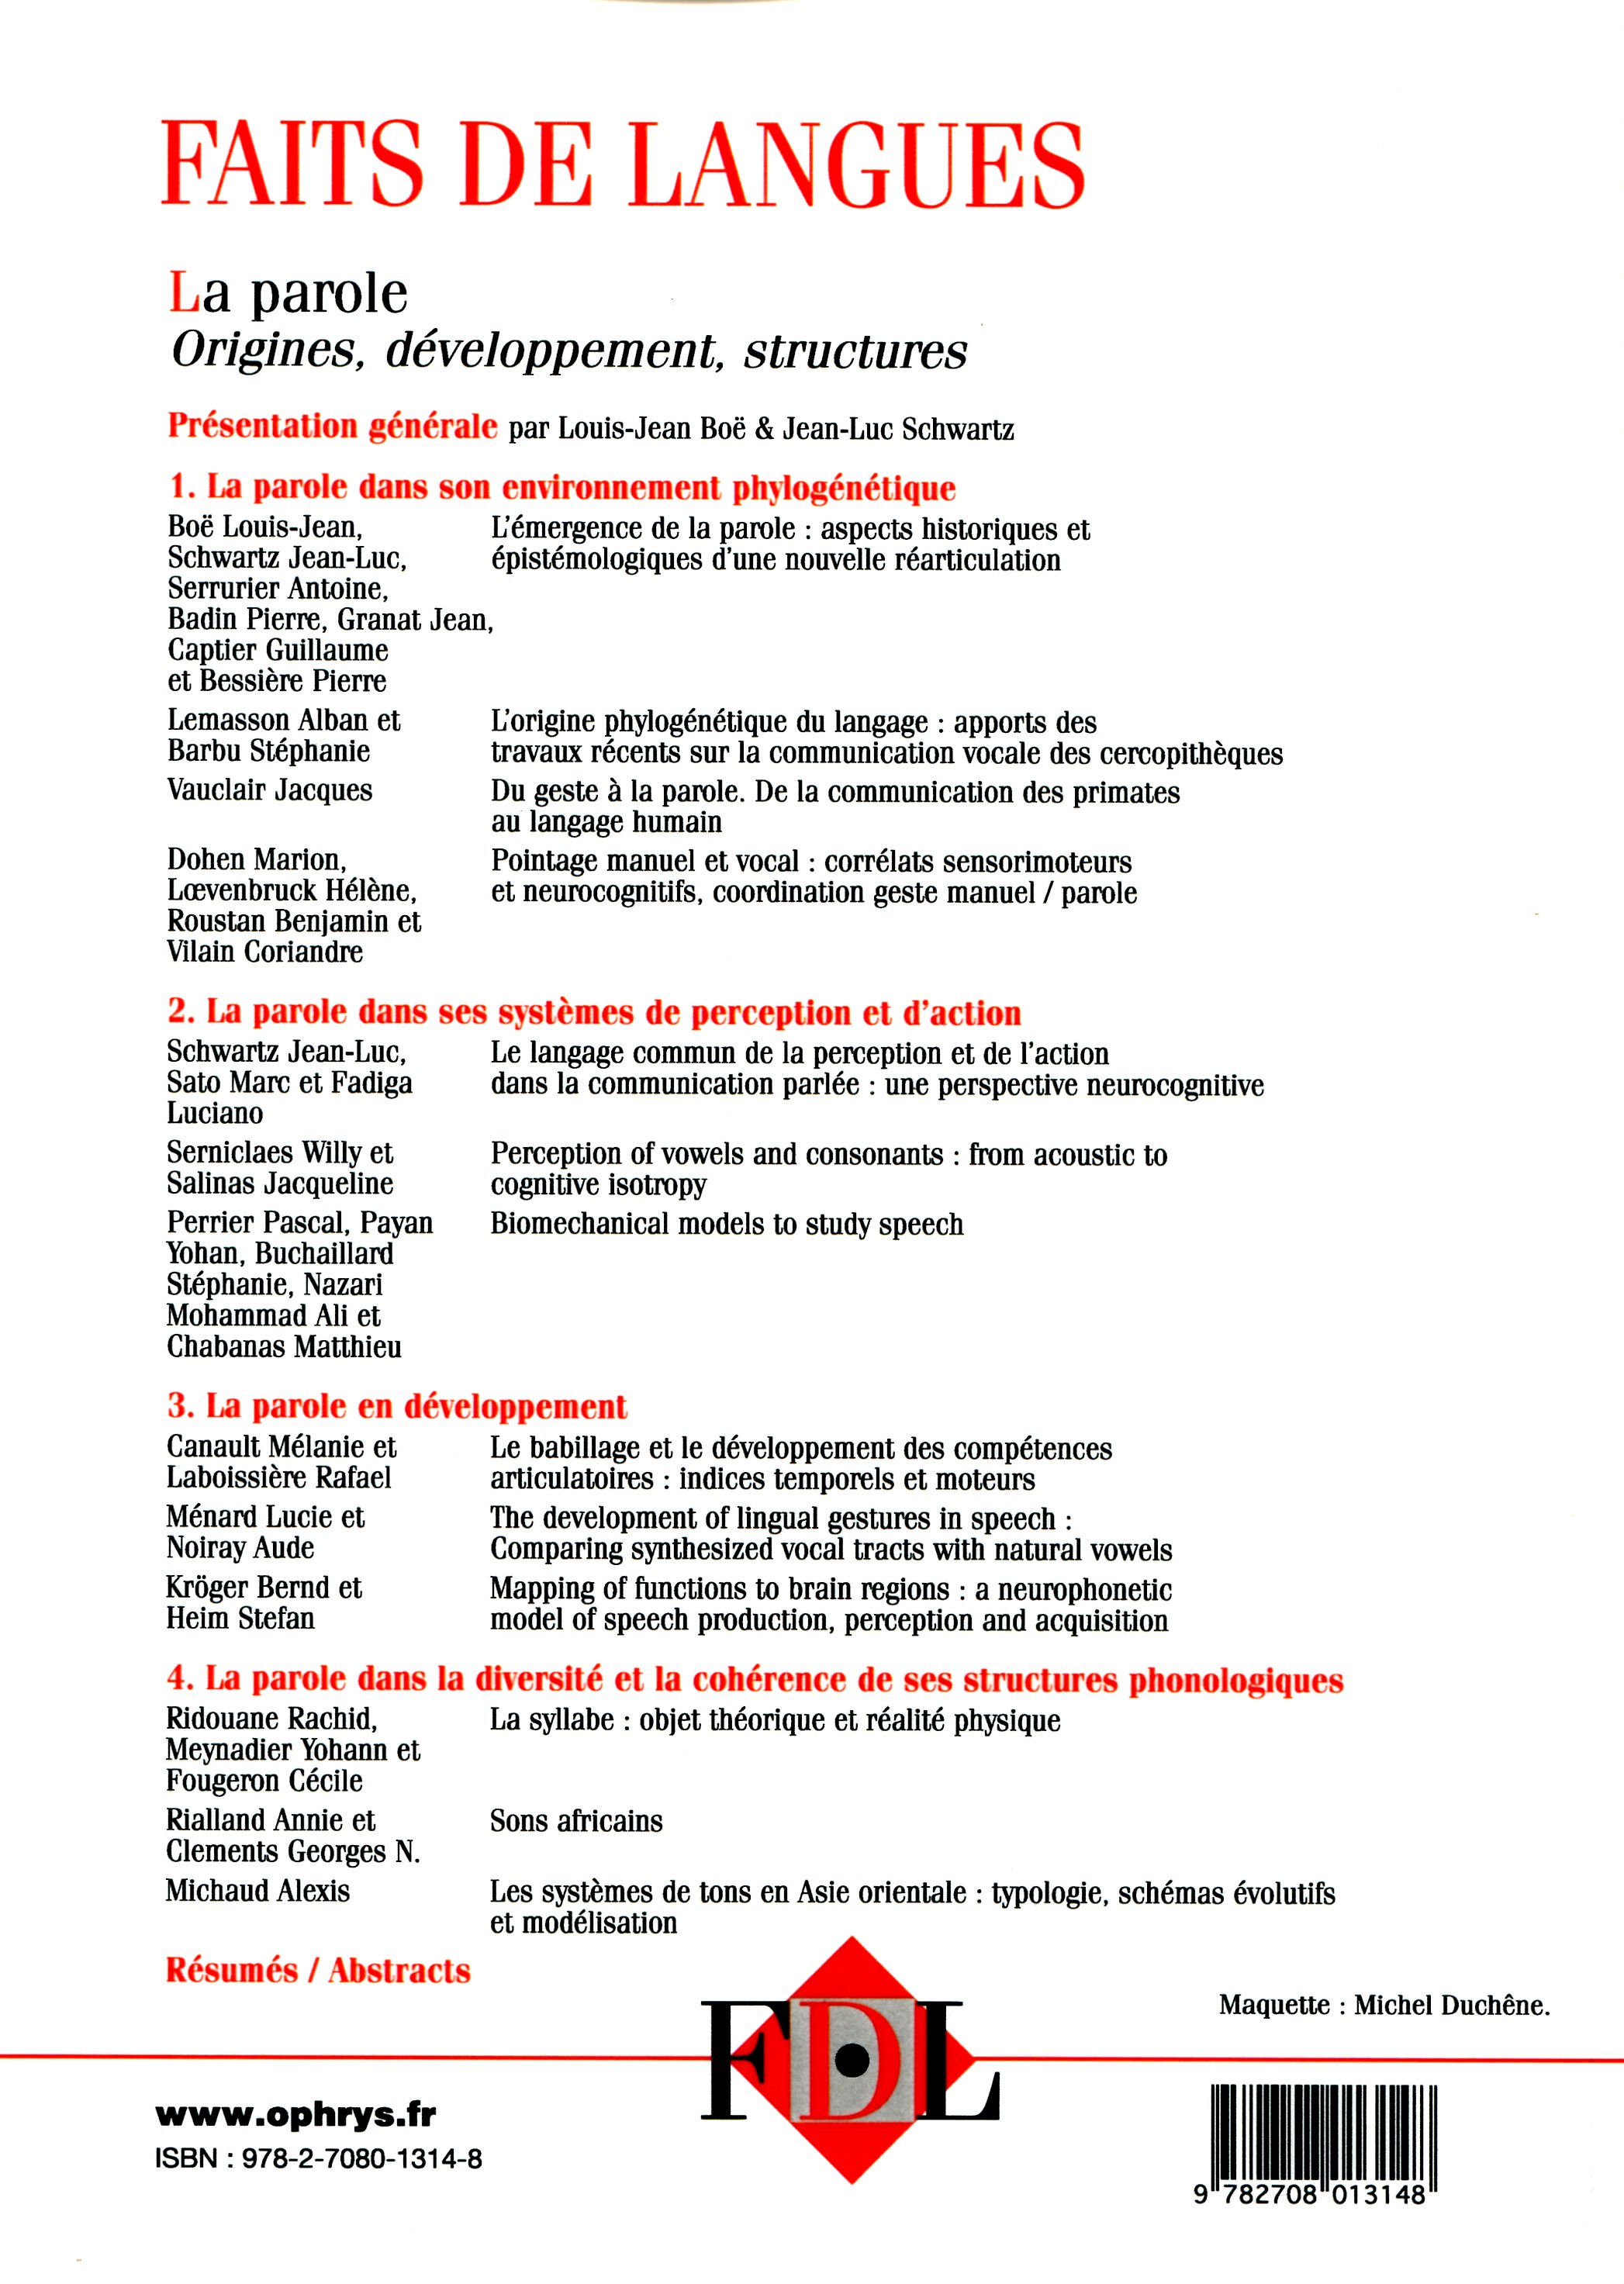 FAITS DE LANGUES
La parole
Origines, développement, structures
Présentation générale par Louis-Jean Boë & Jean-Luc Schwartz
1. La parole dans son environnement phylogénétique
Boë Louis-Jean, L'émergence de la parole : aspects historiques et
Schwartz Jean-Luc, épistémologiques d'une nouvelle réarticulation
Serrurier Antoine,
Badin Pierre, Granat Jean,
Captier Guillaume
et Bessière Pierre
Lemasson Alban et L'origine phylogénétique du langage : apports des
Barbu Stéphanie travaux récents sur la communication vocale des cercopithèques
Vauclair Jacques Du geste à la parole. De la communication des primates
au langage humain
Dohen Marion, Pointage manuel et vocal : corrélats sensorimoteurs
Lœvenbruck Hélène, et neurocognitifs, coordination geste manuel / parole
Roustan Benjamin et
Vilain Coriandre
2. La parole dans ses systèmes de perception et d'action
Schwartz Jean-Luc, Le langage commun de la perception et de l'action
Sato Marc et Fadiga dans la communication parlée : une perspective neurocognitive
Luciano
Serniclaes Willy et Perception of vowels and consonants : from acoustic to
Salinas Jacqueline cognitive isotropy
Perrier Pascal, Payan Biomechanical models to study speech
Yohan, Buchaillard
Stéphanie, Nazari
Mohammad Ali et
Chabanas Matthieu
3. La parole en développement
Canault Mélanie et Le babillage et le développement des compétences
Laboissière Rafael articulatoires : indices temporels et moteurs
Ménard Lucie et The development of lingual gestures in speech :
Noiray Aude Comparing synthesized vocal tracts with natural vowels
Kröger Bernd et Mapping of functions to brain regions : a neurophonetic
Heim Stefan model of speech production, perception and acquisition
4. La parole dans la diversité et la cohérence de ses structures phonologiques
Ridouane Rachid, La syllabe : objet théorique et réalité physique
Meynadier Yohann et
Fougeron Cécile
Rialland Annie et Sons africains
Clements Georges N.
Michaud Alexis Les systèmes de tons en Asie orientale : typologie, schémas évolutifs
et modélisation
Résumés / Abstracts
Maquette : Michel Duchêne.
FDL
www.ophrys.fr
ISBN : 978-2-7080-1314-8
9 782708 013148